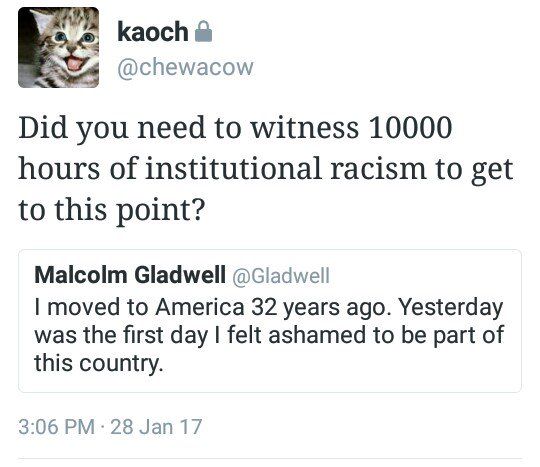 kaoch
@chewacow
Did you need to witness 10000
hours of institutional racism to get
to this point?
Malcolm Gladwell @Gladwell
I moved to America 32 years ago. Yesterday
was the first day I felt ashamed to be part of
this country.
3:06 PM · 28 Jan 17